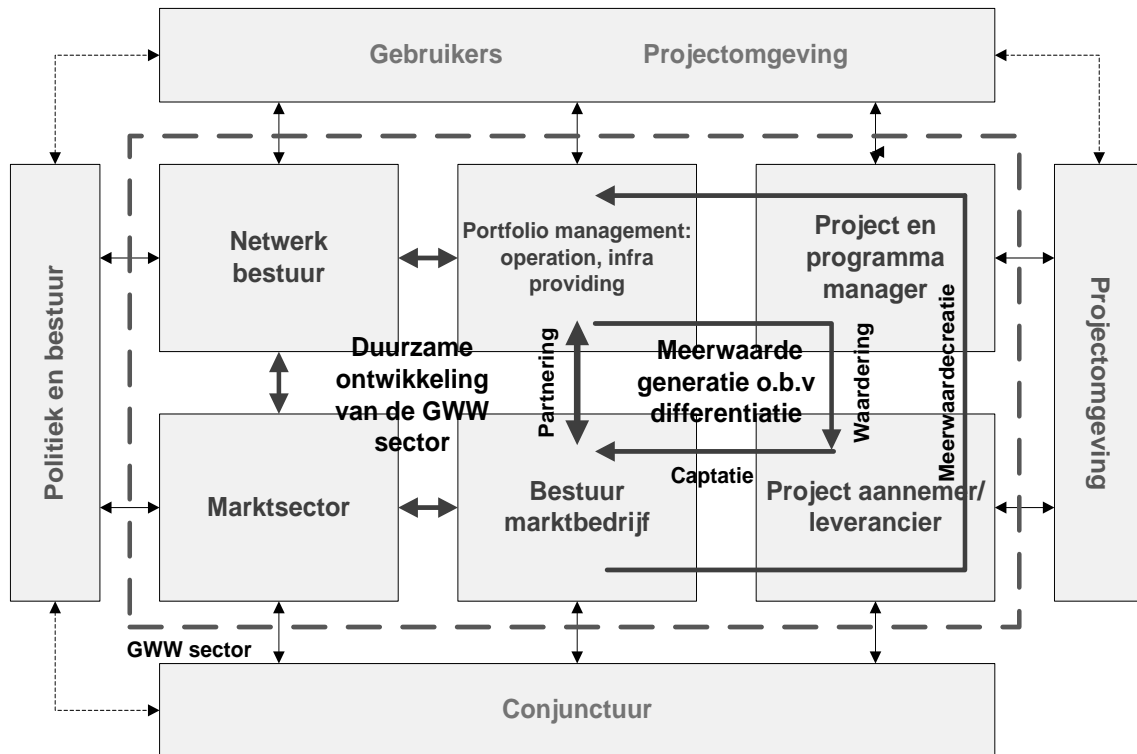 Gebruikers
Projectomgeving
Politiek en bestuur
Netwerk
bestuur
Portfolio management:
operation, infra
providing
Project en
programma
manager
Projectomgeving
Duurzame
ontwikkeling
van de GWW
sector
Partnering
Meerwaarde
generatie o.b.v
differentiatie
Waardering
Meerwaardecreatie
Captatie
Marktsector
Bestuur
marktbedrijf
Project aannemer/
leverancier
GWW sector
Conjunctuur